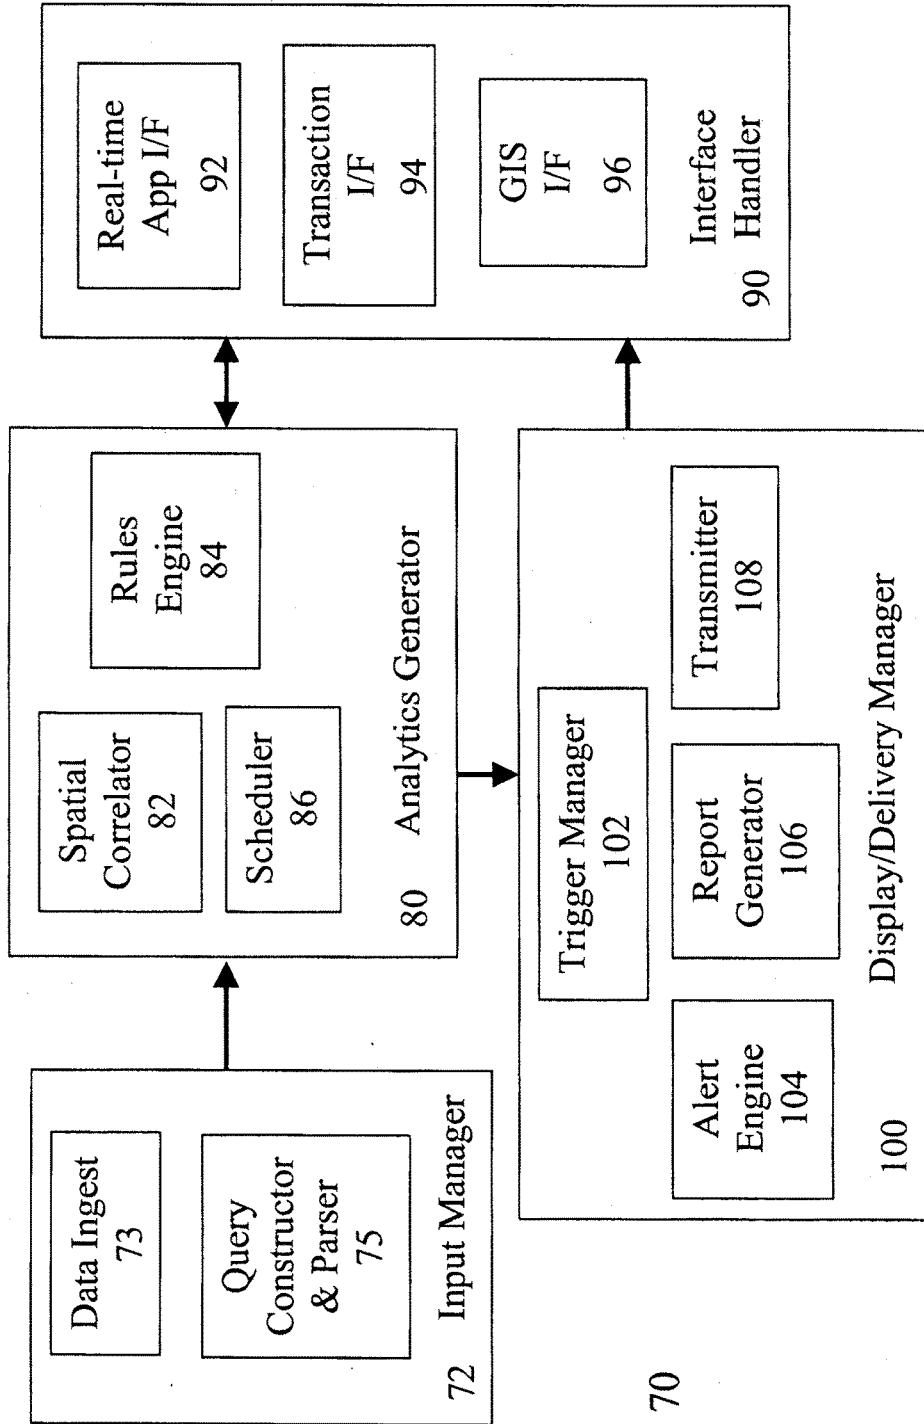 Data Ingest
73
Query
Constructor
& Parser
75
72
Input Manager
Spatial
Correlator
82
Scheduler
86
Rules
Engine
84
80
Analytics Generator
Real-time
App I/F
92
Transaction
I/F
94
GIS
I/F
96
Interface
Handler
90
Trigger Manager
102
Alert
Engine
104
Report
Generator
106
Transmitter
108
100
Display/Delivery Manager
70